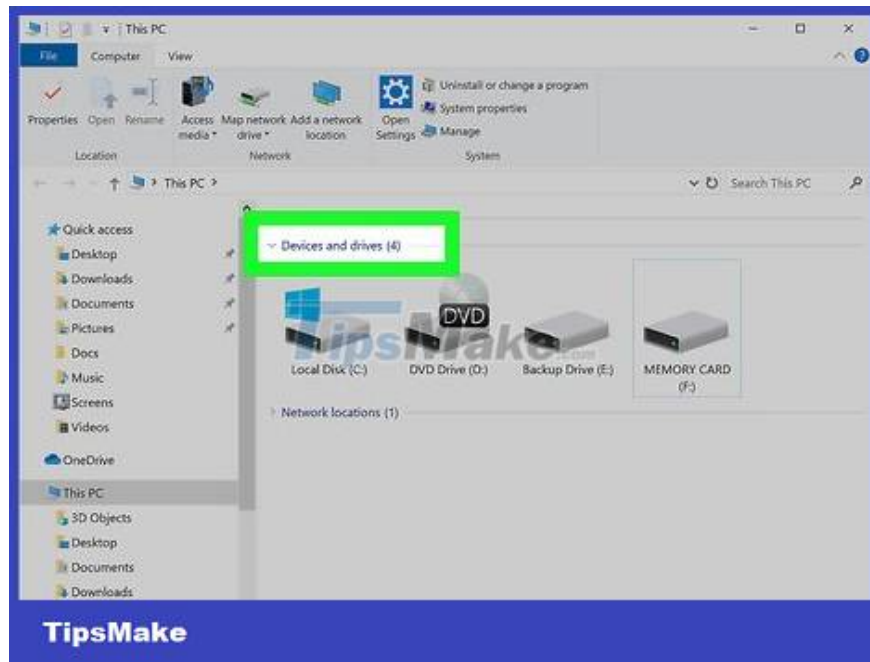 This PC
File Computer View
Properties Open Rename Access media Map network drive Add a network location Open Settings Uninstall or change a program
System properties
Manage
Location Network System
This PC Search This PC
Quick access
Devices and drives (4)
Desktop
Downloads
Documents
DVD
Pictures
TipsMake.com
Docs
Local Disk (C:) DVD Drive (D:) Backup Drive (E:) MEMORY CARD (F:)
Music
Screens
Network locations (1)
Videos
OneDrive
This PC
3D Objects
Desktop
Documents
Downloads
TipsMake